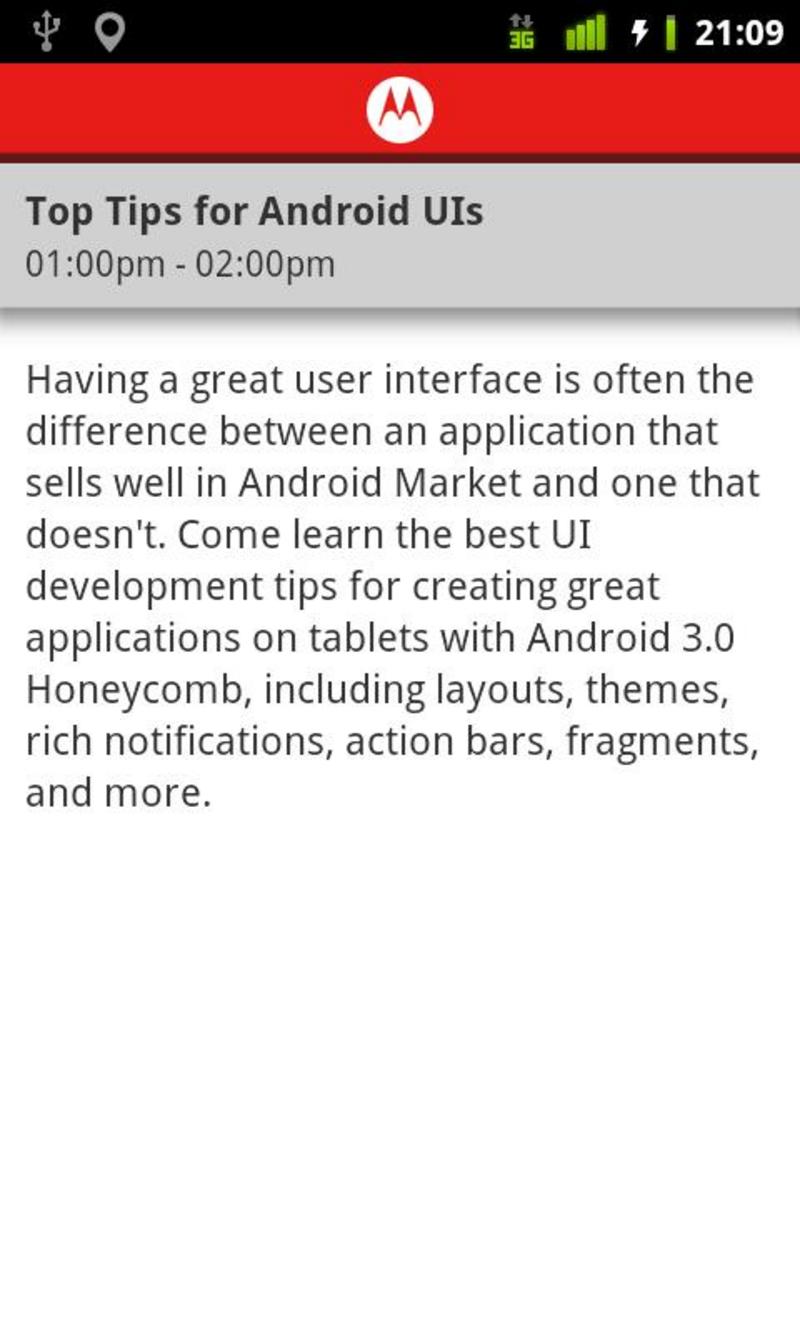 3G 21:09
Top Tips for Android UIs
01:00pm - 02:00pm
Having a great user interface is often the
difference between an application that
sells well in Android Market and one that
doesn't. Come learn the best UI
development tips for creating great
applications on tablets with Android 3.0
Honeycomb, including layouts, themes,
rich notifications, action bars, fragments,
and more.